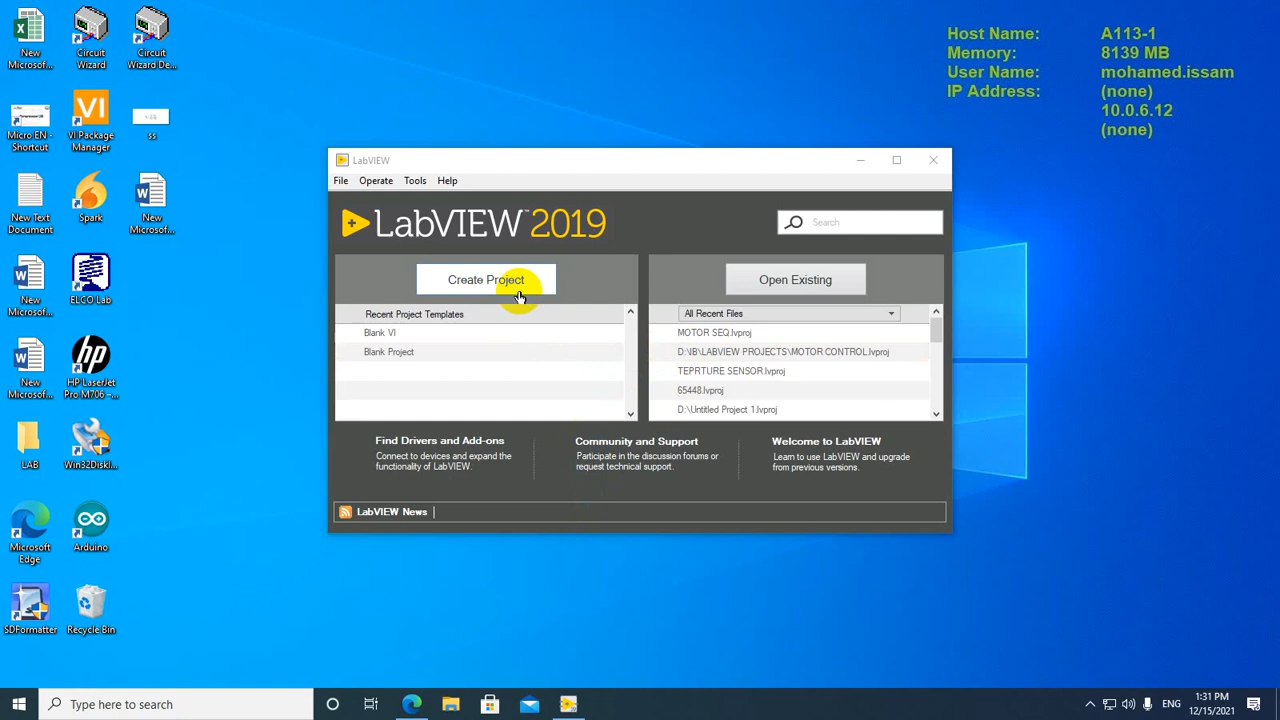 New
Microsof...
Circuit
Wizard
Circuit
Wizard De...
Micro EN -
Shortcut
VI
VI Package
Manager
ss
New Text
Document
Spark
New
Microsoft...
New
Microsof...
ELCO Lab
New
Microsof...
hp
HP LaserJet
Pro M706 -...
LAB
Win32DiskI...
Microsoft
Edge
Arduino
SDFormatter
Recycle Bin
Host Name: A113-1
Memory: 8139 MB
User Name: mohamed.issam
IP Address: (none)
10.0.6.12
(none)
LabVIEW
File Operate Tools Help
LabVIEW™ 2019
Search
Create Project
Open Existing
Recent Project Templates
Blank VI
Blank Project
All Recent Files
MOTOR SEQ.lvproj
D:\IB\LABVIEW PROJECTS\MOTOR CONTROL.lvproj
TEPRTURE SENSOR.lvproj
65448.lvproj
D:\Untitled Project 1.lvproj
Find Drivers and Add-ons
Connect to devices and expand the
functionality of LabVIEW.
Community and Support
Participate in the discussion forums or
request technical support.
Welcome to LabVIEW
Learn to use LabVIEW and upgrade
from previous versions.
LabVIEW News
Type here to search
ENG
1:31 PM
12/15/2021